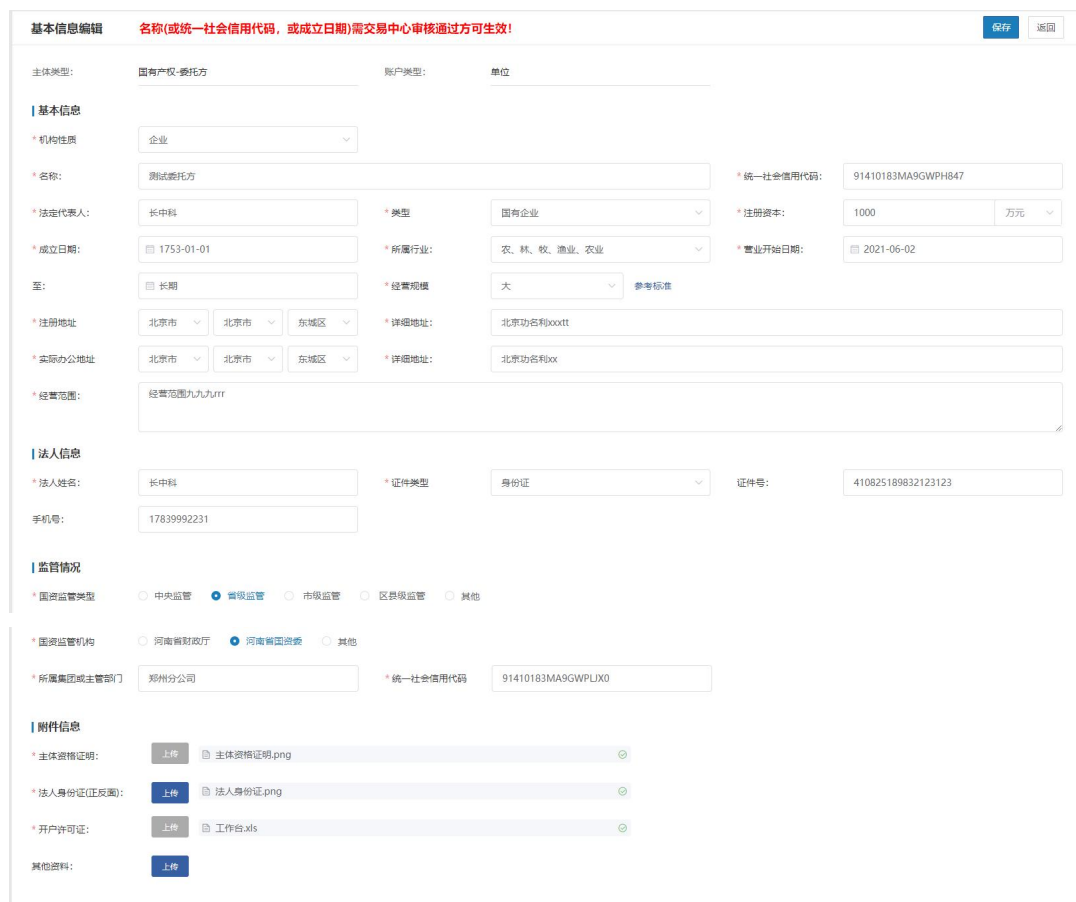 基本信息编辑 名称(或统一社会信用代码，或成立日期)需交易中心审核通过方可生效！ 保存 返回
主体类型： 国有产权-委托方 账户类型： 单位
基本信息
* 机构性质 企业
* 名称： 测试委托方 * 统一社会信用代码： 91410183MA9GWPH847
* 法定代表人： 长中科 * 类型 国有企业 * 注册资本： 1000 万元
* 成立日期： 1753-01-01 * 所属行业： 农、林、牧、渔业、农业 * 营业开始日期： 2021-06-02
至： 长期 * 经营规模 大 参考标准
* 注册地址 北京市 北京市 东城区 * 详细地址： 北京功名利xxxtt
* 实际办公地址 北京市 北京市 东城区 * 详细地址： 北京功名利xx
* 经营范围： 经营范围九九九rrr
法人信息
* 法人姓名： 长中科 * 证件类型 身份证 证件号： 410825189832123123
手机号： 17839992231
监管情况
* 国资监管类型 中央监管 省级监管 市级监管 区县级监管 其他
* 国资监管机构 河南省财政厅 河南省国资委 其他
* 所属集团或主管部门 郑州分公司 * 统一社会信用代码 91410183MA9GWPLJX0
附件信息
* 主体资格证明： 上传 主体资格证明.png
* 法人身份证(正反面)： 上传 法人身份证.png
* 开户许可证： 上传 工作台.xls
其他资料： 上传